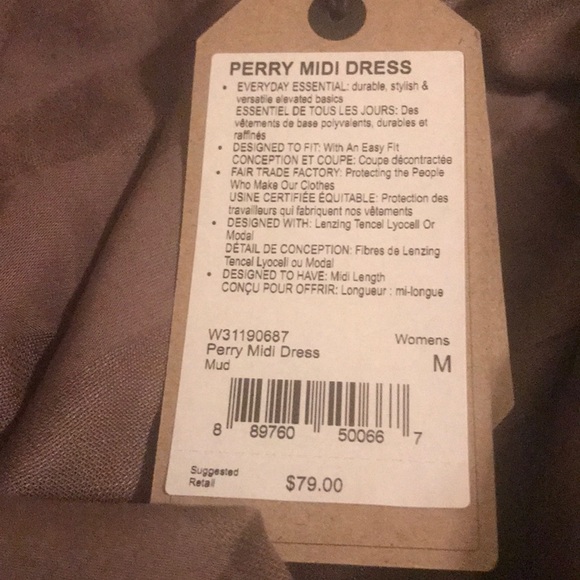 PERRY MIDI DRESS
• EVERYDAY ESSENTIAL: durable, stylish &
versatile elevated basics
ESSENTIEL DE TOUS LES JOURS: Des
vêtements de base polyvalents, durables et
raffinés
• DESIGNED TO FIT: With An Easy Fit
CONCEPTION ET COUPE: Coupe décontractée
• FAIR TRADE FACTORY: Protecting the People
Who Make Our Clothes
USINE CERTIFIÉE ÉQUITABLE: Protection des
travailleurs qui fabriquent nos vêtements
• DESIGNED WITH: Lenzing Tencel Lyocell Or
Modal
DÉTAIL DE CONCEPTION: Fibres de Lenzing
Tencel Lyocell ou Modal
• DESIGNED TO HAVE: Midi Length
CONÇU POUR OFFRIR: Longueur : mi-longue
W31190687 Womens
Perry Midi Dress M
Mud
8 89760 50066 7
Suggested
Retail $79.00